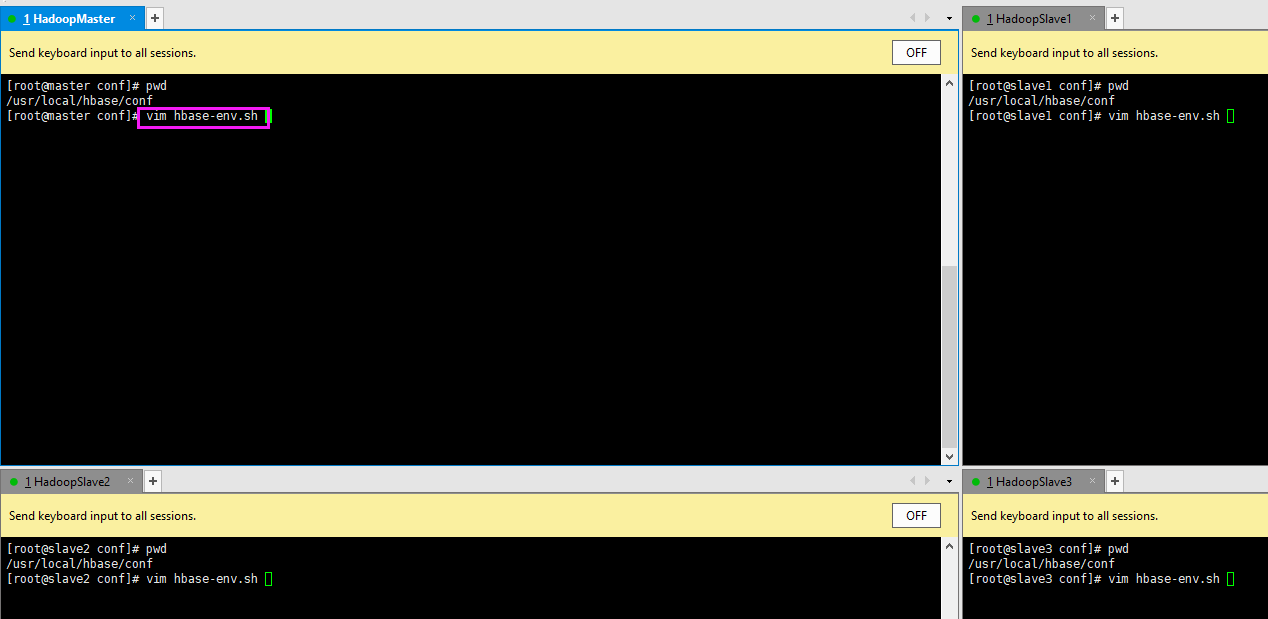 1 HadoopMaster × +
Send keyboard input to all sessions. OFF
[root@master conf]# pwd
/usr/local/hbase/conf
[root@master conf]# vim hbase-env.sh
1 HadoopSlave1 × +
Send keyboard input to all sessions.
[root@slave1 conf]# pwd
/usr/local/hbase/conf
[root@slave1 conf]# vim hbase-env.sh
1 HadoopSlave2 × +
Send keyboard input to all sessions. OFF
[root@slave2 conf]# pwd
/usr/local/hbase/conf
[root@slave2 conf]# vim hbase-env.sh
1 HadoopSlave3 × +
Send keyboard input to all sessions.
[root@slave3 conf]# pwd
/usr/local/hbase/conf
[root@slave3 conf]# vim hbase-env.sh